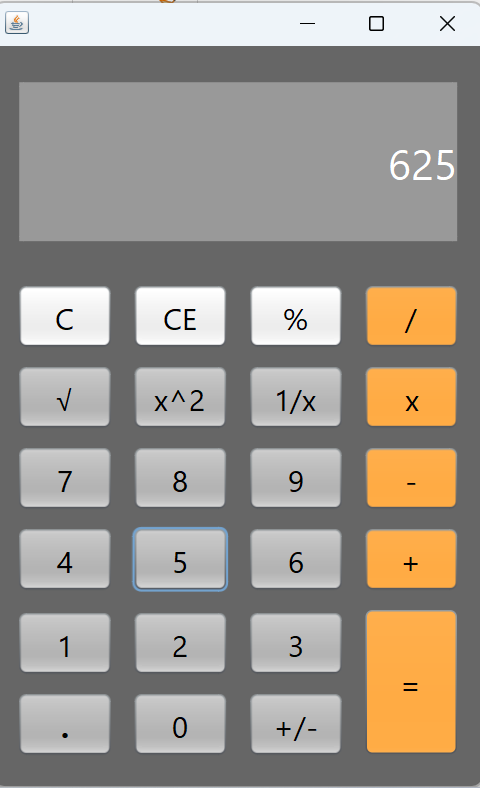 625
C CE % /
√ x^2 1/x x
7 8 9 -
4 5 6 +
1 2 3 =
. 0 +/-